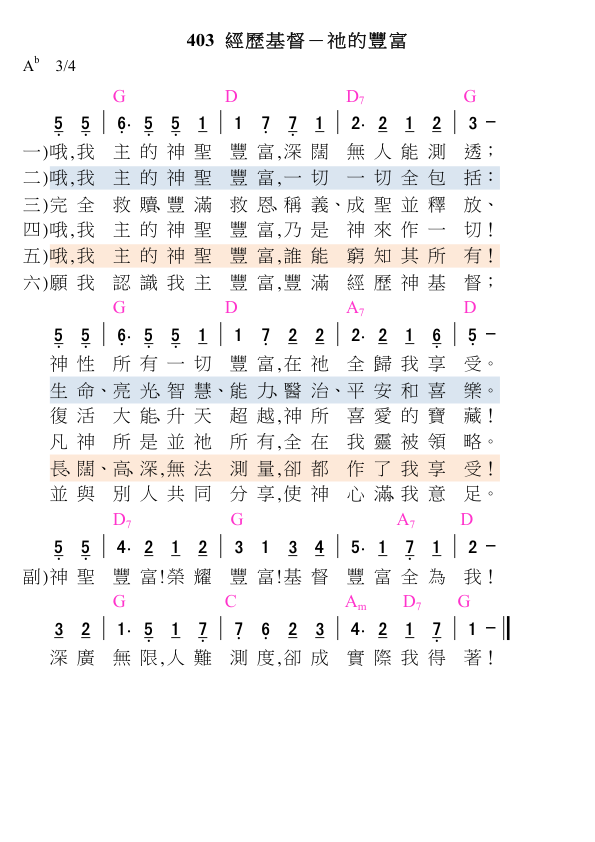 403 經歷基督－祂的豐富
A♭ 3/4
G D D7 G
5 5 | 6· 5 5 1 | 1 7 7 1 | 2· 2 1 2 | 3 －
一)哦,我 主的神聖 豐富,深闊 無人能測 透；
二)哦,我 主的神聖 豐富,一切 一切全包 括：
三)完全 救贖、豐滿 救恩、稱義、成聖並釋 放、
四)哦,我 主的神聖 豐富,乃是 神來作一 切！
五)哦,我 主的神聖 豐富,誰能 窮知其所 有！
六)願我 認識我主 豐富,豐滿 經歷神基 督；
G D A7 D
5 5 | 6· 5 5 1 | 1 7 2 2 | 2· 2 1 6 | 5 －
神性 所有一切 豐富,在祂 全歸我享 受。
生命、亮光、智慧、能力、醫治、平安和喜 樂。
復活 大能、升天 超越,神所 喜愛的寶 藏！
凡神 所是並祂 所有,全在 我靈被領 略。
長、闊、高、深,無法 測量,卻都 作了我享 受！
並與 別人共同 分享,使神 心滿、我意 足。
D7 G A7 D
5 5 | 4· 2 1 2 | 3 1 3 4 | 5· 1 7 1 | 2 －
副)神聖 豐富!榮耀 豐富!基督 豐富全為 我！
G C Am D7 G
3 2 | 1· 5 1 7 | 7 6 2 3 | 4· 2 1 7 | 1 － ‖
深廣 無限,人難 測度,卻成 實際我得 著！